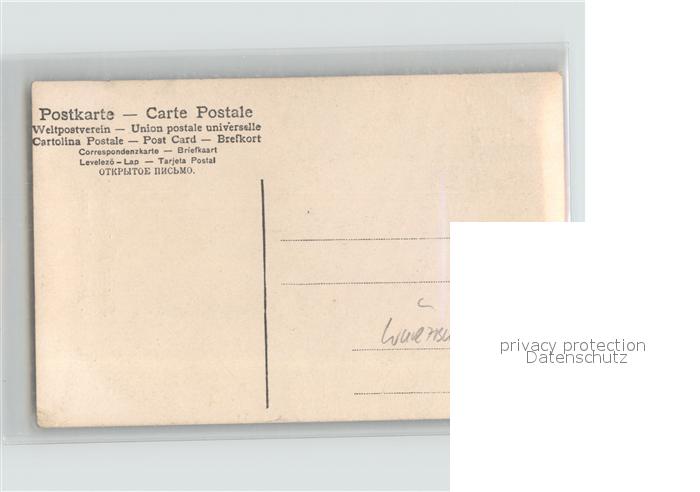 Postkarte — Carte Postale
Weltpostverein — Union postale universelle
Cartolina Postale — Post Card — Brefkort
Correspondenzkarte — Briefkaart
Levelező-Lap — Tarjeta Postal
ОТКРЫТОЕ ПИСЬМО.
privacy protection
Datenschutz